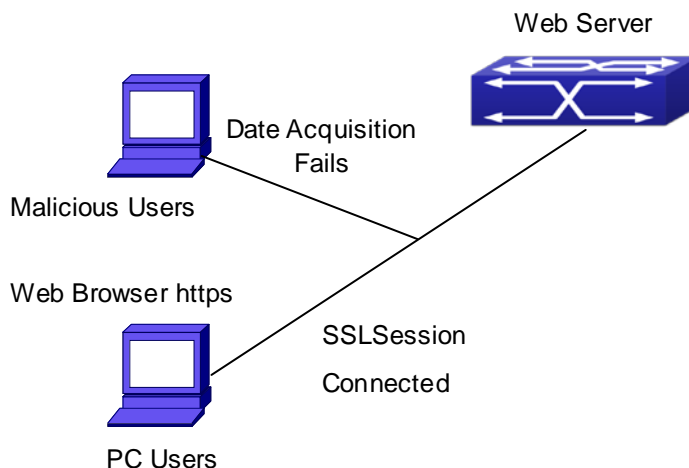 Web Server
Date Acquisition
Fails
Malicious Users
Web Browser https
SSLSession
Connected
PC Users